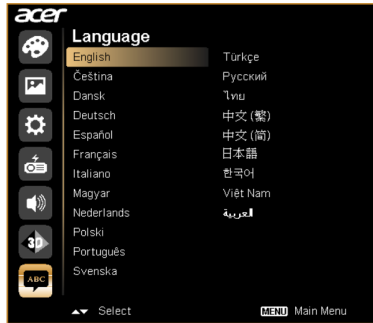 acer
Language
English
Čeština
Dansk
Deutsch
Español
Français
Italiano
Magyar
Nederlands
Polski
Português
Svenska
Türkçe
Русский
ไทย
中文 (繁)
中文 (简)
日本語
한국어
Việt Nam
العربية
3D
ABC
Select
MENU Main Menu